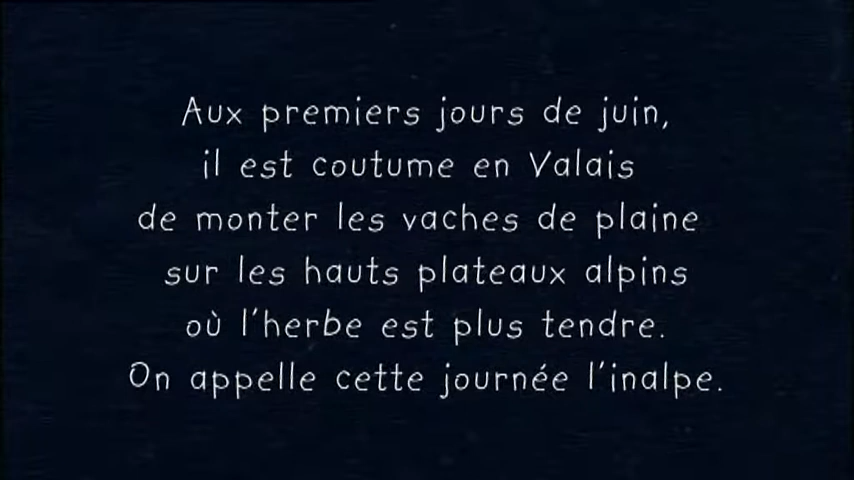 Aux premiers jours de juin,
il est coutume en Valais
de monter les vaches de plaine
sur les hauts plateaux alpins
où l'herbe est plus tendre.
On appelle cette journée l'inalpe.